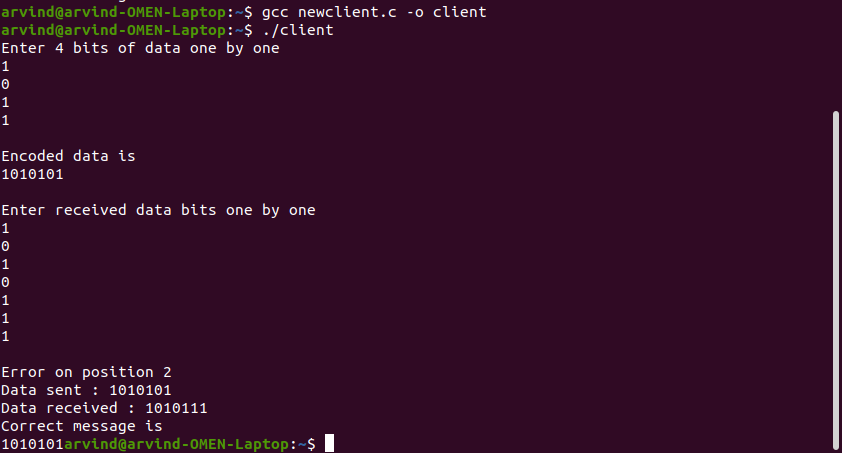 arvind@arvind-OMEN-Laptop:~$ gcc newclient.c -o client
arvind@arvind-OMEN-Laptop:~$ ./client
Enter 4 bits of data one by one
1
0
1
1
Encoded data is
1010101
Enter received data bits one by one
1
0
1
0
1
1
1
Error on position 2
Data sent : 1010101
Data received : 1010111
Correct message is
1010101arvind@arvind-OMEN-Laptop:~$